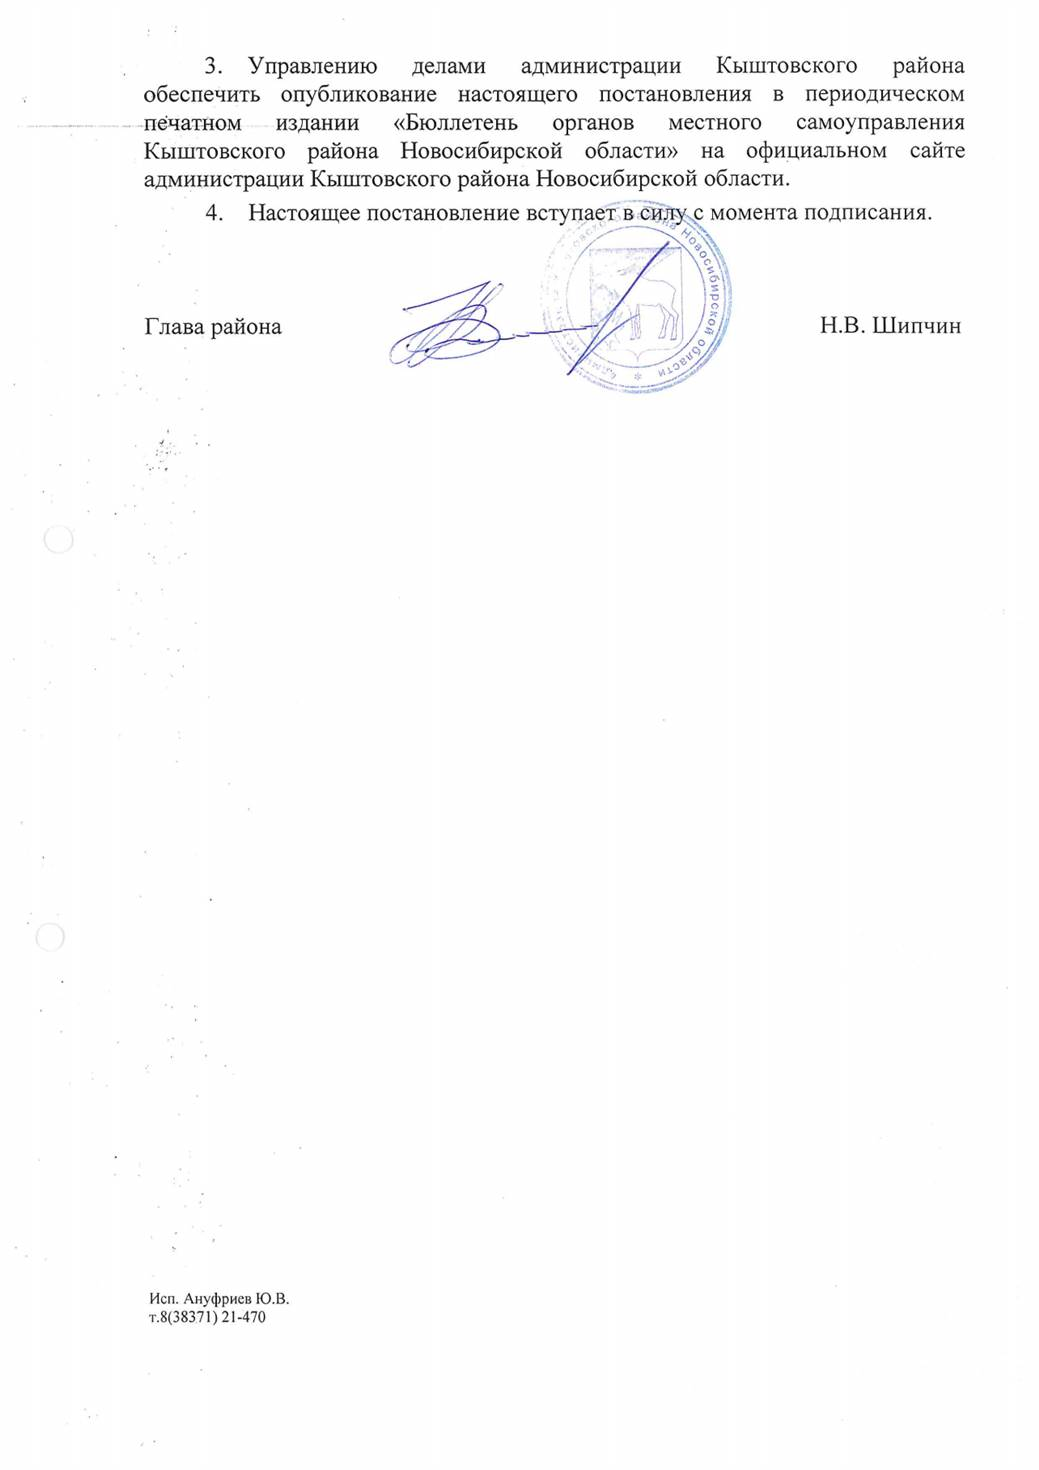 3. Управлению делами администрации Кыштовского района
обеспечить опубликование настоящего постановления в периодическом
печатном издании «Бюллетень органов местного самоуправления
Кыштовского района Новосибирской области» на официальном сайте
администрации Кыштовского района Новосибирской области.
4. Настоящее постановление вступает в силу с момента подписания.
Глава района
Новосибирской области
*
Н.В. Шипчин
Исп. Ануфриев Ю.В.
т.8(38371) 21-470